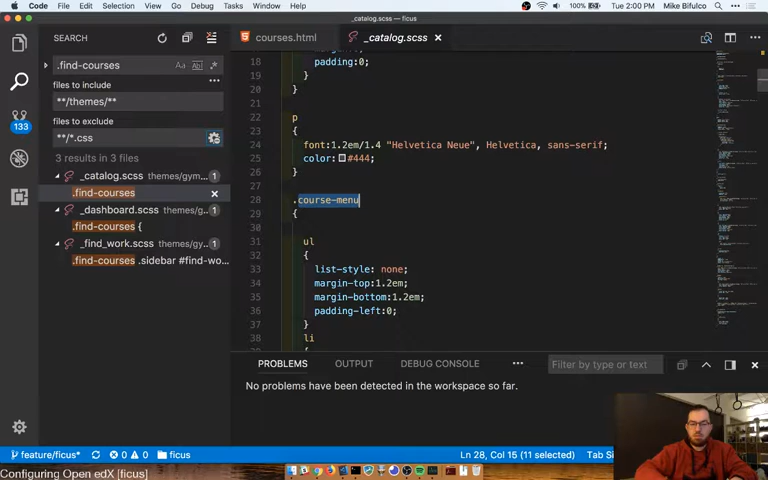 Code File Edit Selection View Go Debug Tasks Window Help 100% Tue 2:00 PM Mike Bifulco
_catalog.scss — ficus
SEARCH
courses.html
_catalog.scss
.find-courses
Aa Abl .*
files to include
**/themes/**
files to exclude
**/*.css
3 results in 3 files
_catalog.scss themes/gym... 1
.find-courses
_dashboard.scss themes/g... 1
.find-courses {
_find_work.scss themes/gy... 1
.find-courses .sidebar #find-wo...
133
18 padding:0;
19 }
20 }
21
22 p
23 {
24 font:1.2em/1.4 "Helvetica Neue", Helvetica, sans-serif;
25 color: #444;
26 }
27
28 .course-menu
29 {
30
31 ul
32 {
33 list-style: none;
34 margin-top:1.2em;
35 margin-bottom:1.2em;
36 padding-left:0;
37 }
38 li
PROBLEMS OUTPUT DEBUG CONSOLE ... Filter by type or text
No problems have been detected in the workspace so far.
feature/ficus* 0 0 ficus Ln 28, Col 15 (11 selected) Tab Si
Configuring Open edX [ficus]